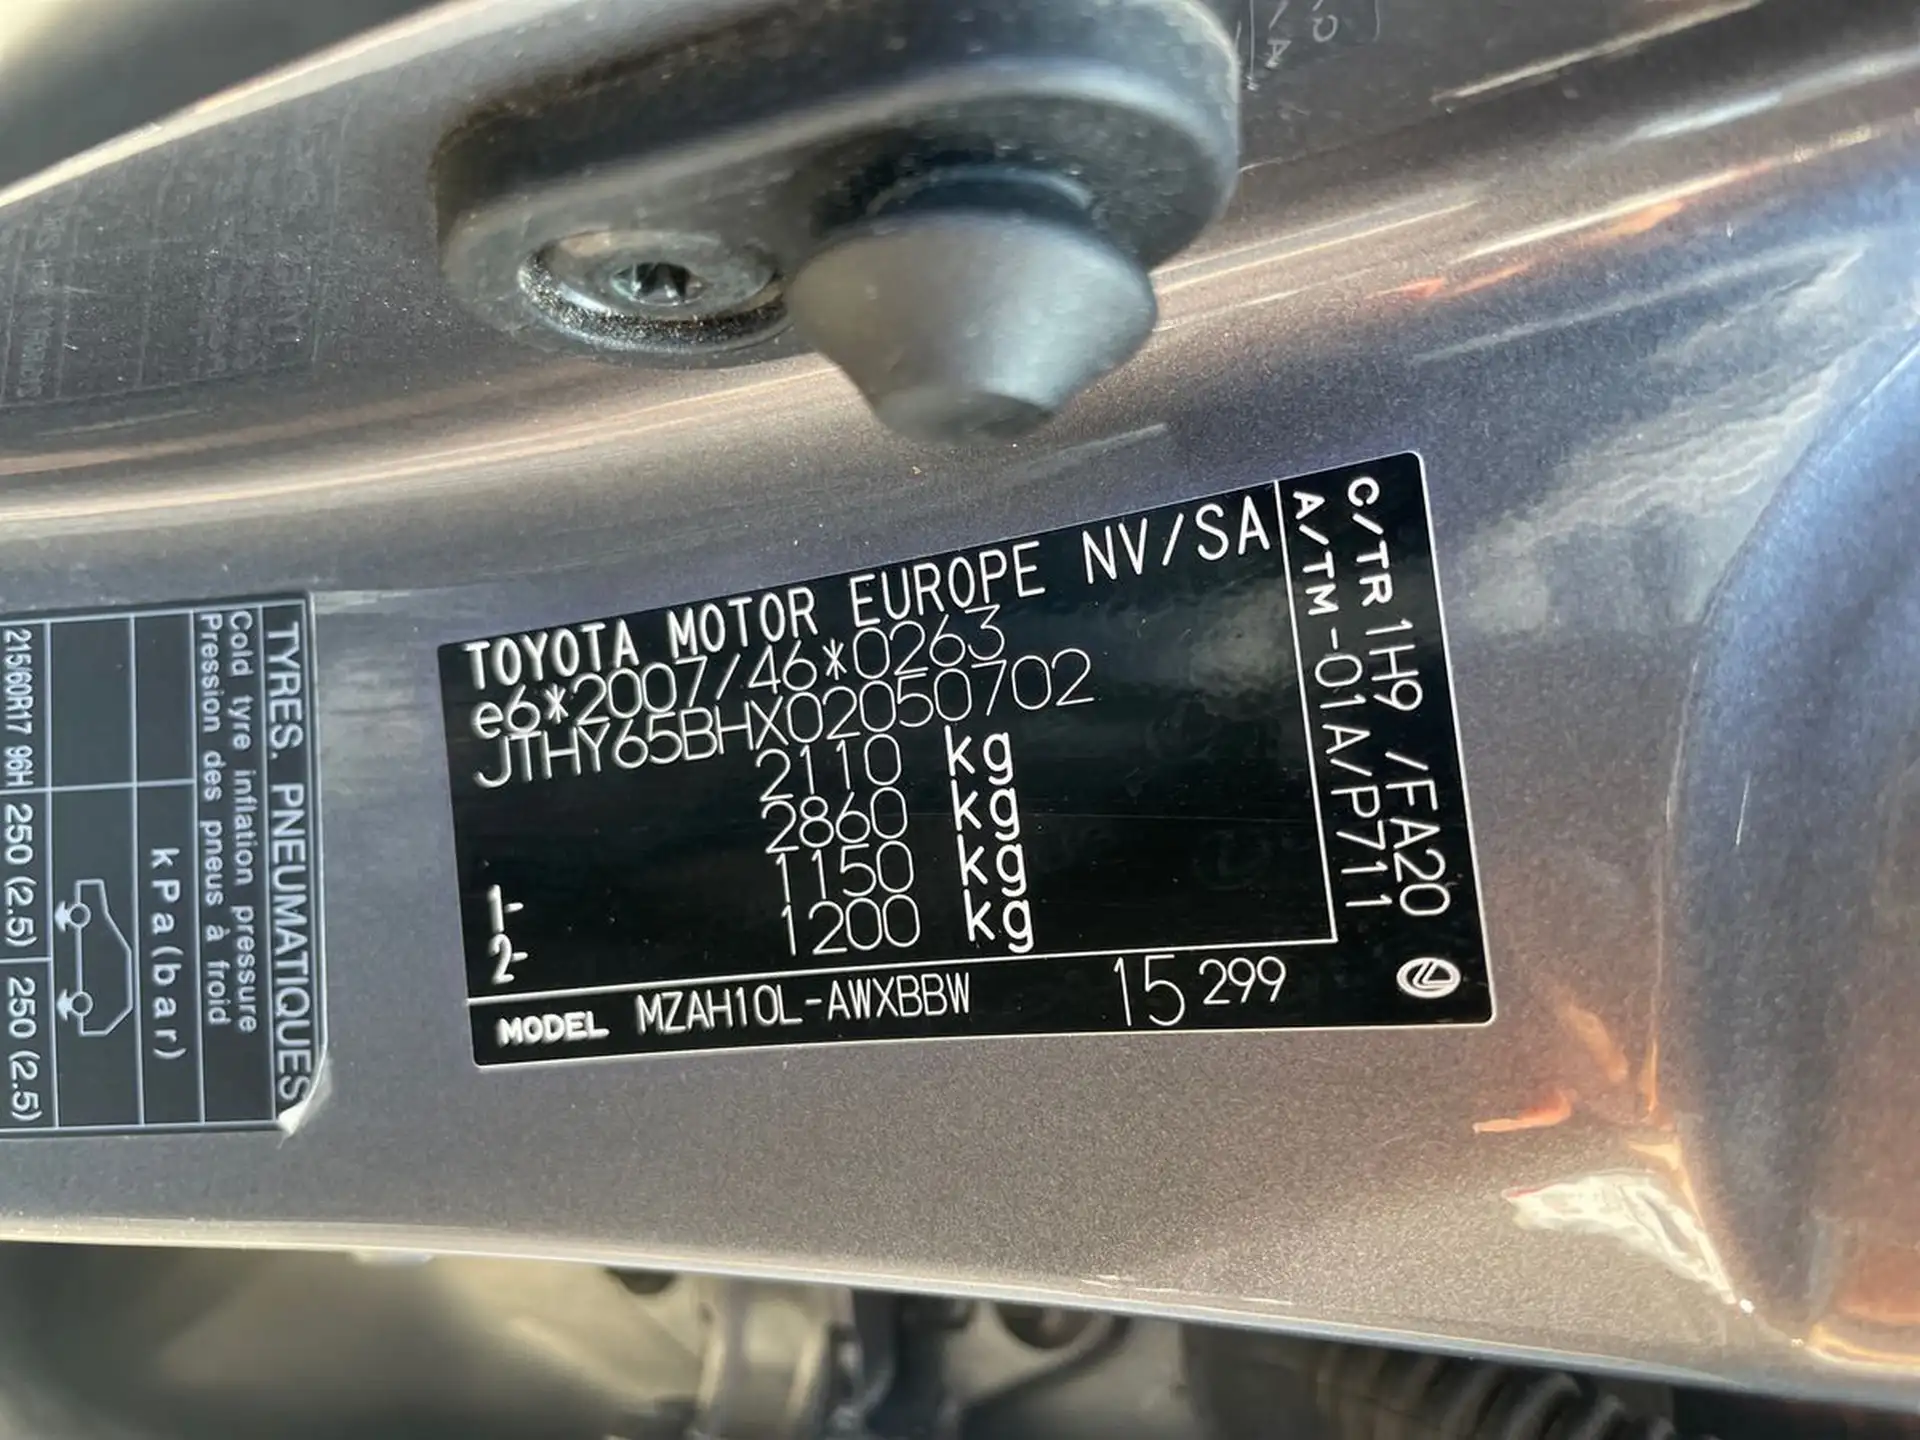 TYRES. PNEUMATIQUES
Cold tyre inflation pressure
Pression des pneus à froid
kPa(bar)
215/60R17 96H 250 (2.5) 250 (2.5)
TOYOTA MOTOR EUROPE NV/SA
e6*2007/46*0263
JTHY65BHX02050702
2110 kg
2860 kg
1- 1150 kg
2- 1200 kg
C/TR 1H9 /FA20
A/TM -01A/P711
MODEL MZAH10L-AWXBBW 15 299